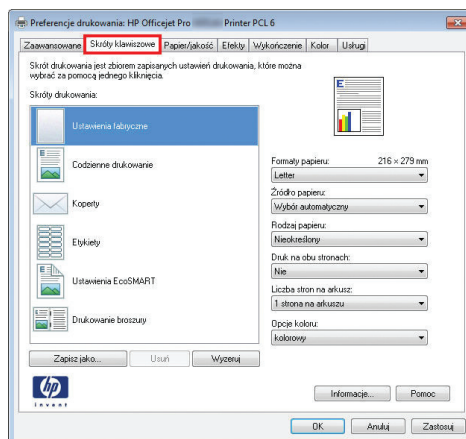 Preferencje drukowania: HP Officejet Pro Printer PCL 6
Zaawansowane Skróty klawiszowe Papier/jakość Efekty Wykończenie Kolor Usługi
Skrót drukowania jest zbiorem zapisanych ustawień drukowania, które można
wybrać za pomocą jednego kliknięcia.
Skróty drukowania:
Ustawienia fabryczne
Codzienne drukowanie
Koperty
Etykiety
Ustawienia EcoSMART
Drukowanie broszury
Zapisz jako... Usuń Wyzeruj
E
Formaty papieru: 216 × 279 mm
Letter
Źródło papieru:
Wybór automatyczny
Rodzaj papieru:
Nieokreślony
Druk na obu stronach:
Nie
Liczba stron na arkusz:
1 strona na arkuszu
Opcje koloru:
kolorowy
hp
invent
Informacje... Pomoc
OK Anuluj Zastosuj